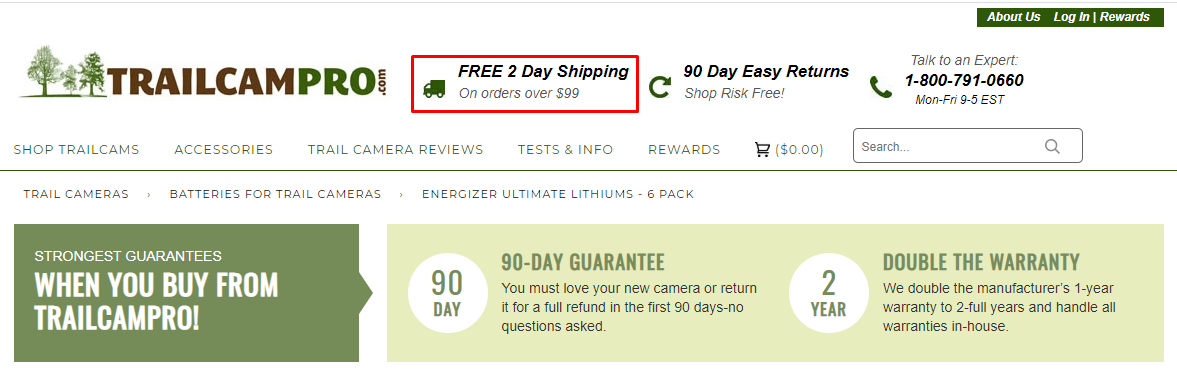 About Us Log In | Rewards
TRAILCAMPRO.com
FREE 2 Day Shipping
On orders over $99
90 Day Easy Returns
Shop Risk Free!
Talk to an Expert:
1-800-791-0660
Mon-Fri 9-5 EST
SHOP TRAILCAMS ACCESSORIES TRAIL CAMERA REVIEWS TESTS & INFO REWARDS ($0.00) Search...
TRAIL CAMERAS › BATTERIES FOR TRAIL CAMERAS › ENERGIZER ULTIMATE LITHIUMS - 6 PACK
STRONGEST GUARANTEES
WHEN YOU BUY FROM
TRAILCAMPRO!
90
DAY
90-DAY GUARANTEE
You must love your new camera or return
it for a full refund in the first 90 days-no
questions asked.
2
YEAR
DOUBLE THE WARRANTY
We double the manufacturer's 1-year
warranty to 2-full years and handle all
warranties in-house.